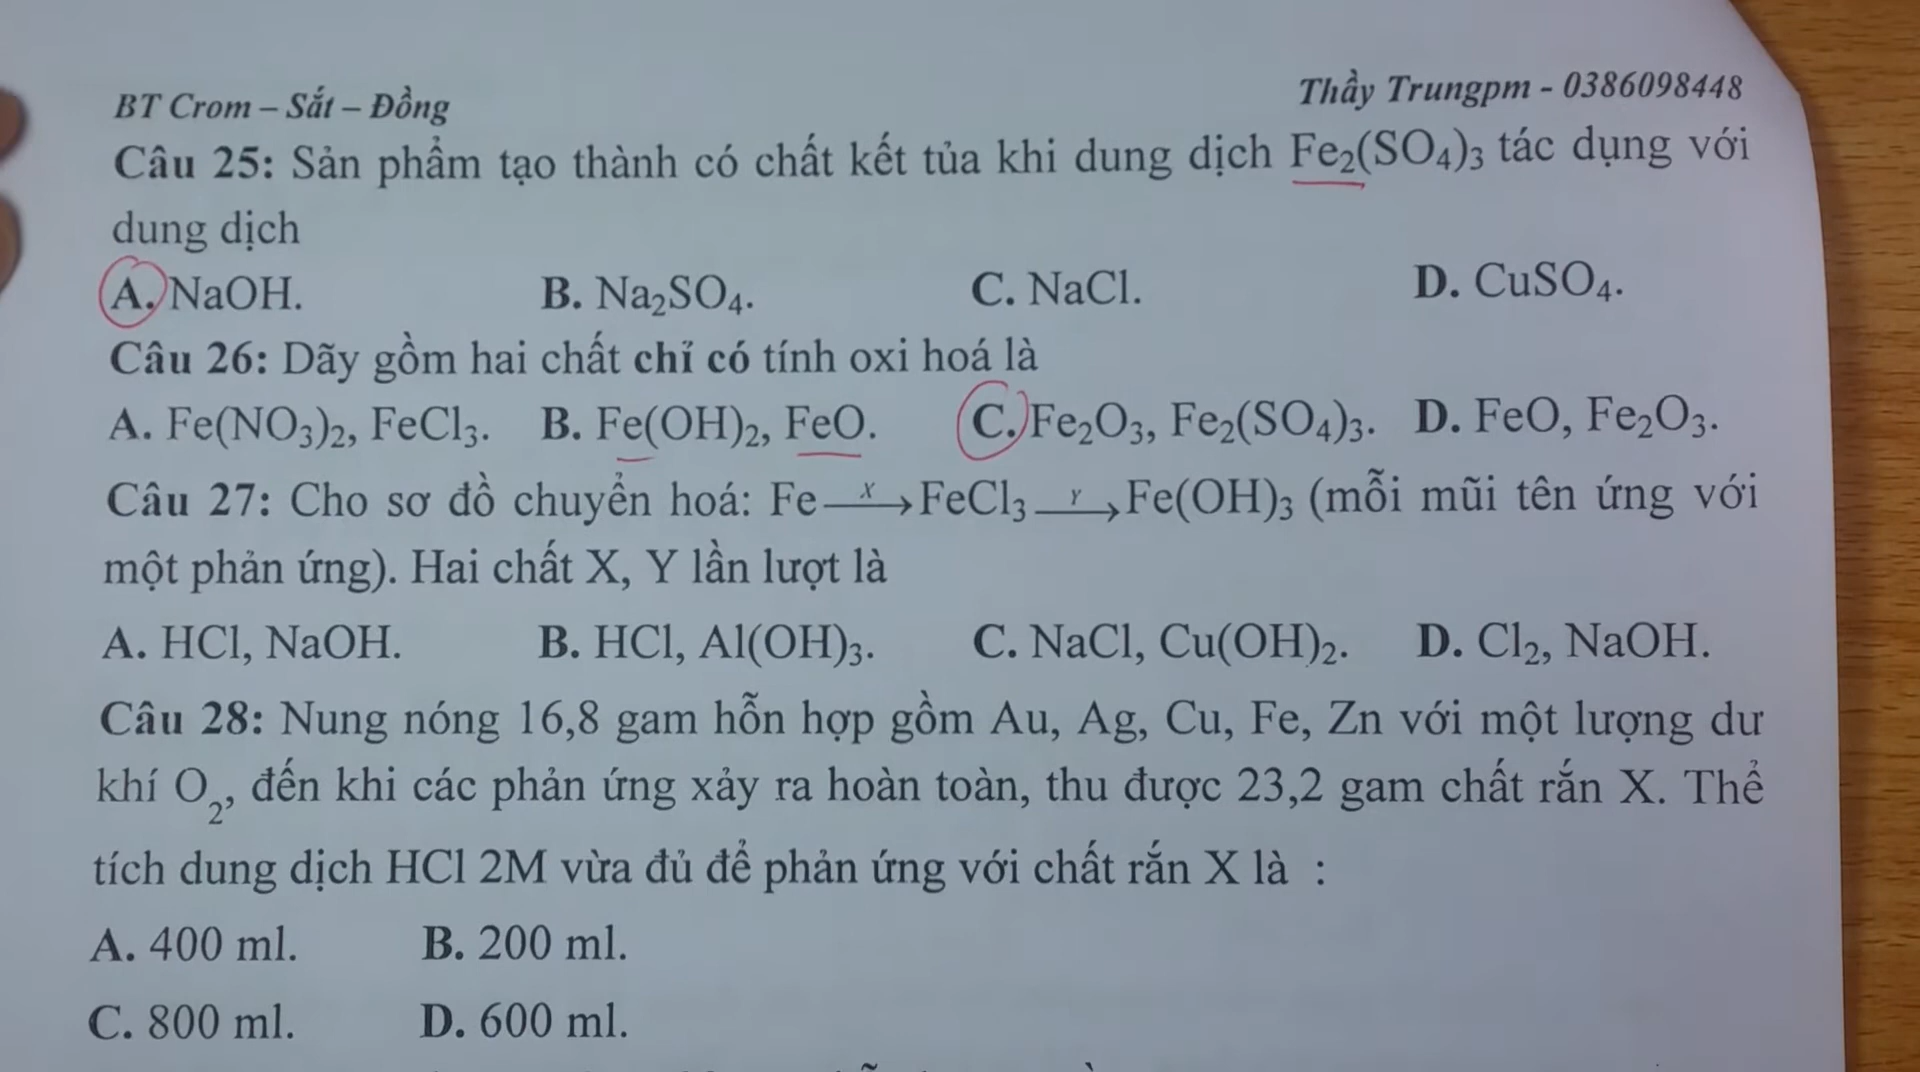 BT Crom – Sắt – Đồng
Thầy Trungpm - 0386098448
Câu 25: Sản phẩm tạo thành có chất kết tủa khi dung dịch Fe₂(SO₄)₃ tác dụng với
dung dịch
A. NaOH. B. Na₂SO₄. C. NaCl. D. CuSO₄.
Câu 26: Dãy gồm hai chất chỉ có tính oxi hoá là
A. Fe(NO₃)₂, FeCl₃. B. Fe(OH)₂, FeO. C. Fe₂O₃, Fe₂(SO₄)₃. D. FeO, Fe₂O₃.
Câu 27: Cho sơ đồ chuyển hoá: Fe —X→ FeCl₃ —Y→ Fe(OH)₃ (mỗi mũi tên ứng với
một phản ứng). Hai chất X, Y lần lượt là
A. HCl, NaOH. B. HCl, Al(OH)₃. C. NaCl, Cu(OH)₂. D. Cl₂, NaOH.
Câu 28: Nung nóng 16,8 gam hỗn hợp gồm Au, Ag, Cu, Fe, Zn với một lượng dư
khí O₂, đến khi các phản ứng xảy ra hoàn toàn, thu được 23,2 gam chất rắn X. Thể
tích dung dịch HCl 2M vừa đủ để phản ứng với chất rắn X là :
A. 400 ml. B. 200 ml.
C. 800 ml. D. 600 ml.